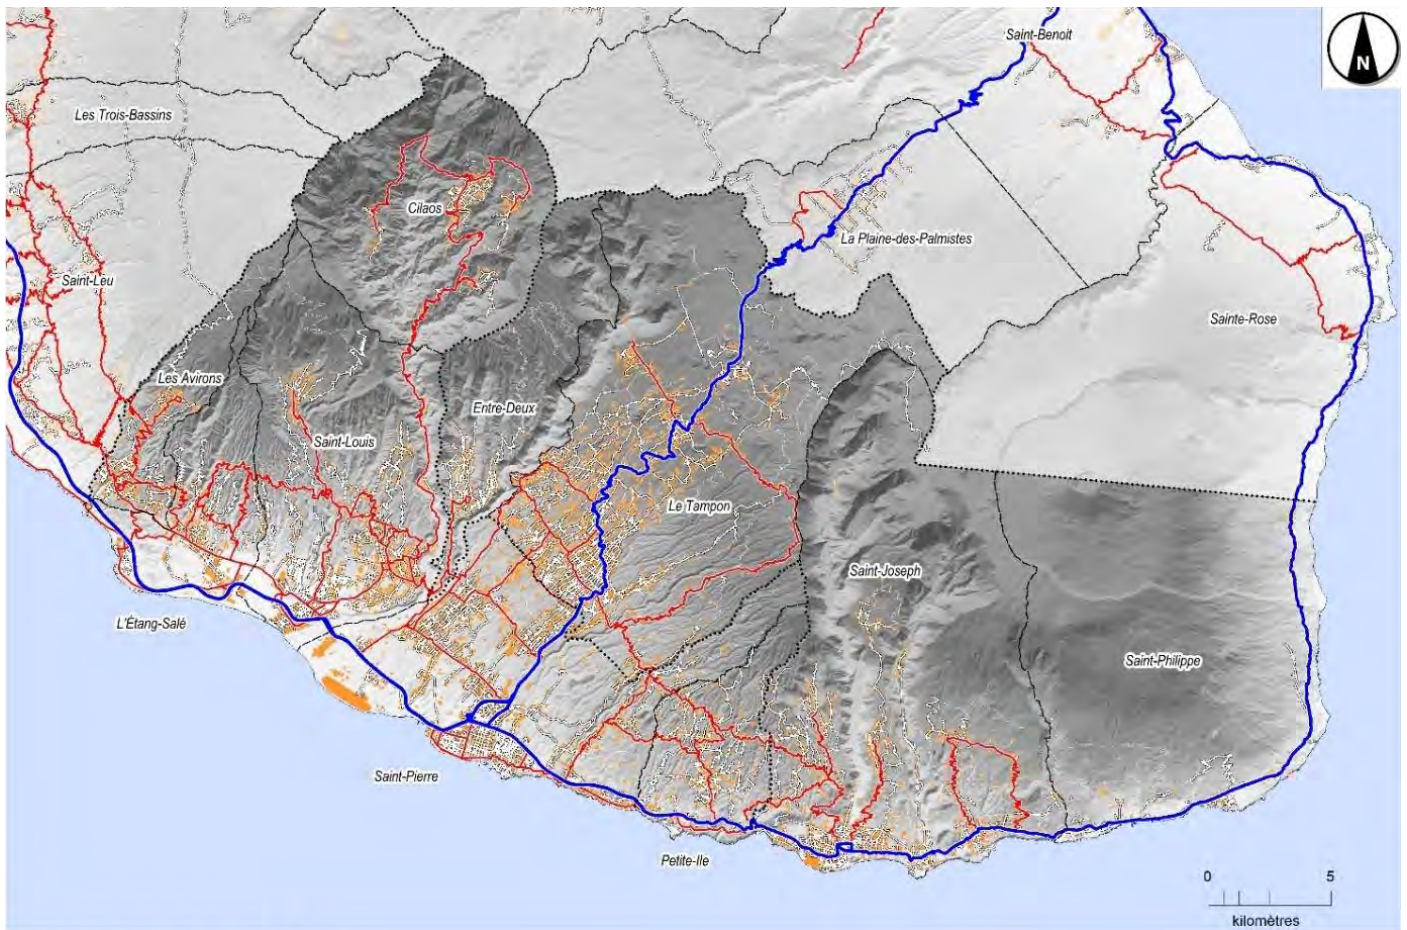 Saint-Benoit
N
Les Trois-Bassins
Cilaos
La Plaine-des-Palmistes
Saint-Leu
Sainte-Rose
Les Avirons
Entre-Deux
Saint-Louis
Le Tampon
Saint-Joseph
L'Étang-Salé
Saint-Philippe
Saint-Pierre
Petite-Ile
0 5
kilomètres